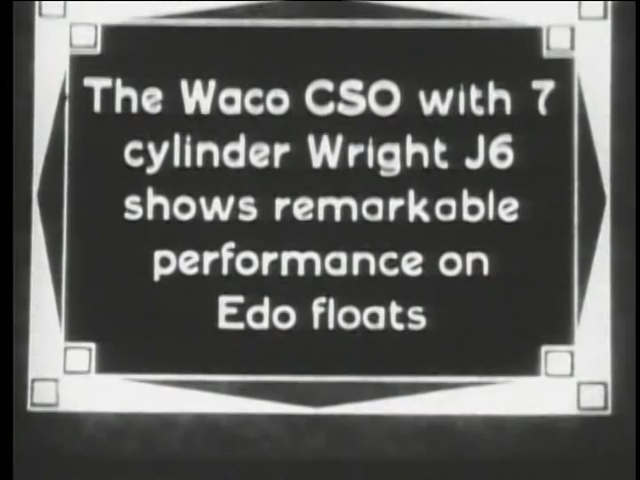 The Waco CSO with 7
cylinder Wright J6
shows remarkable
performance on
Edo floats